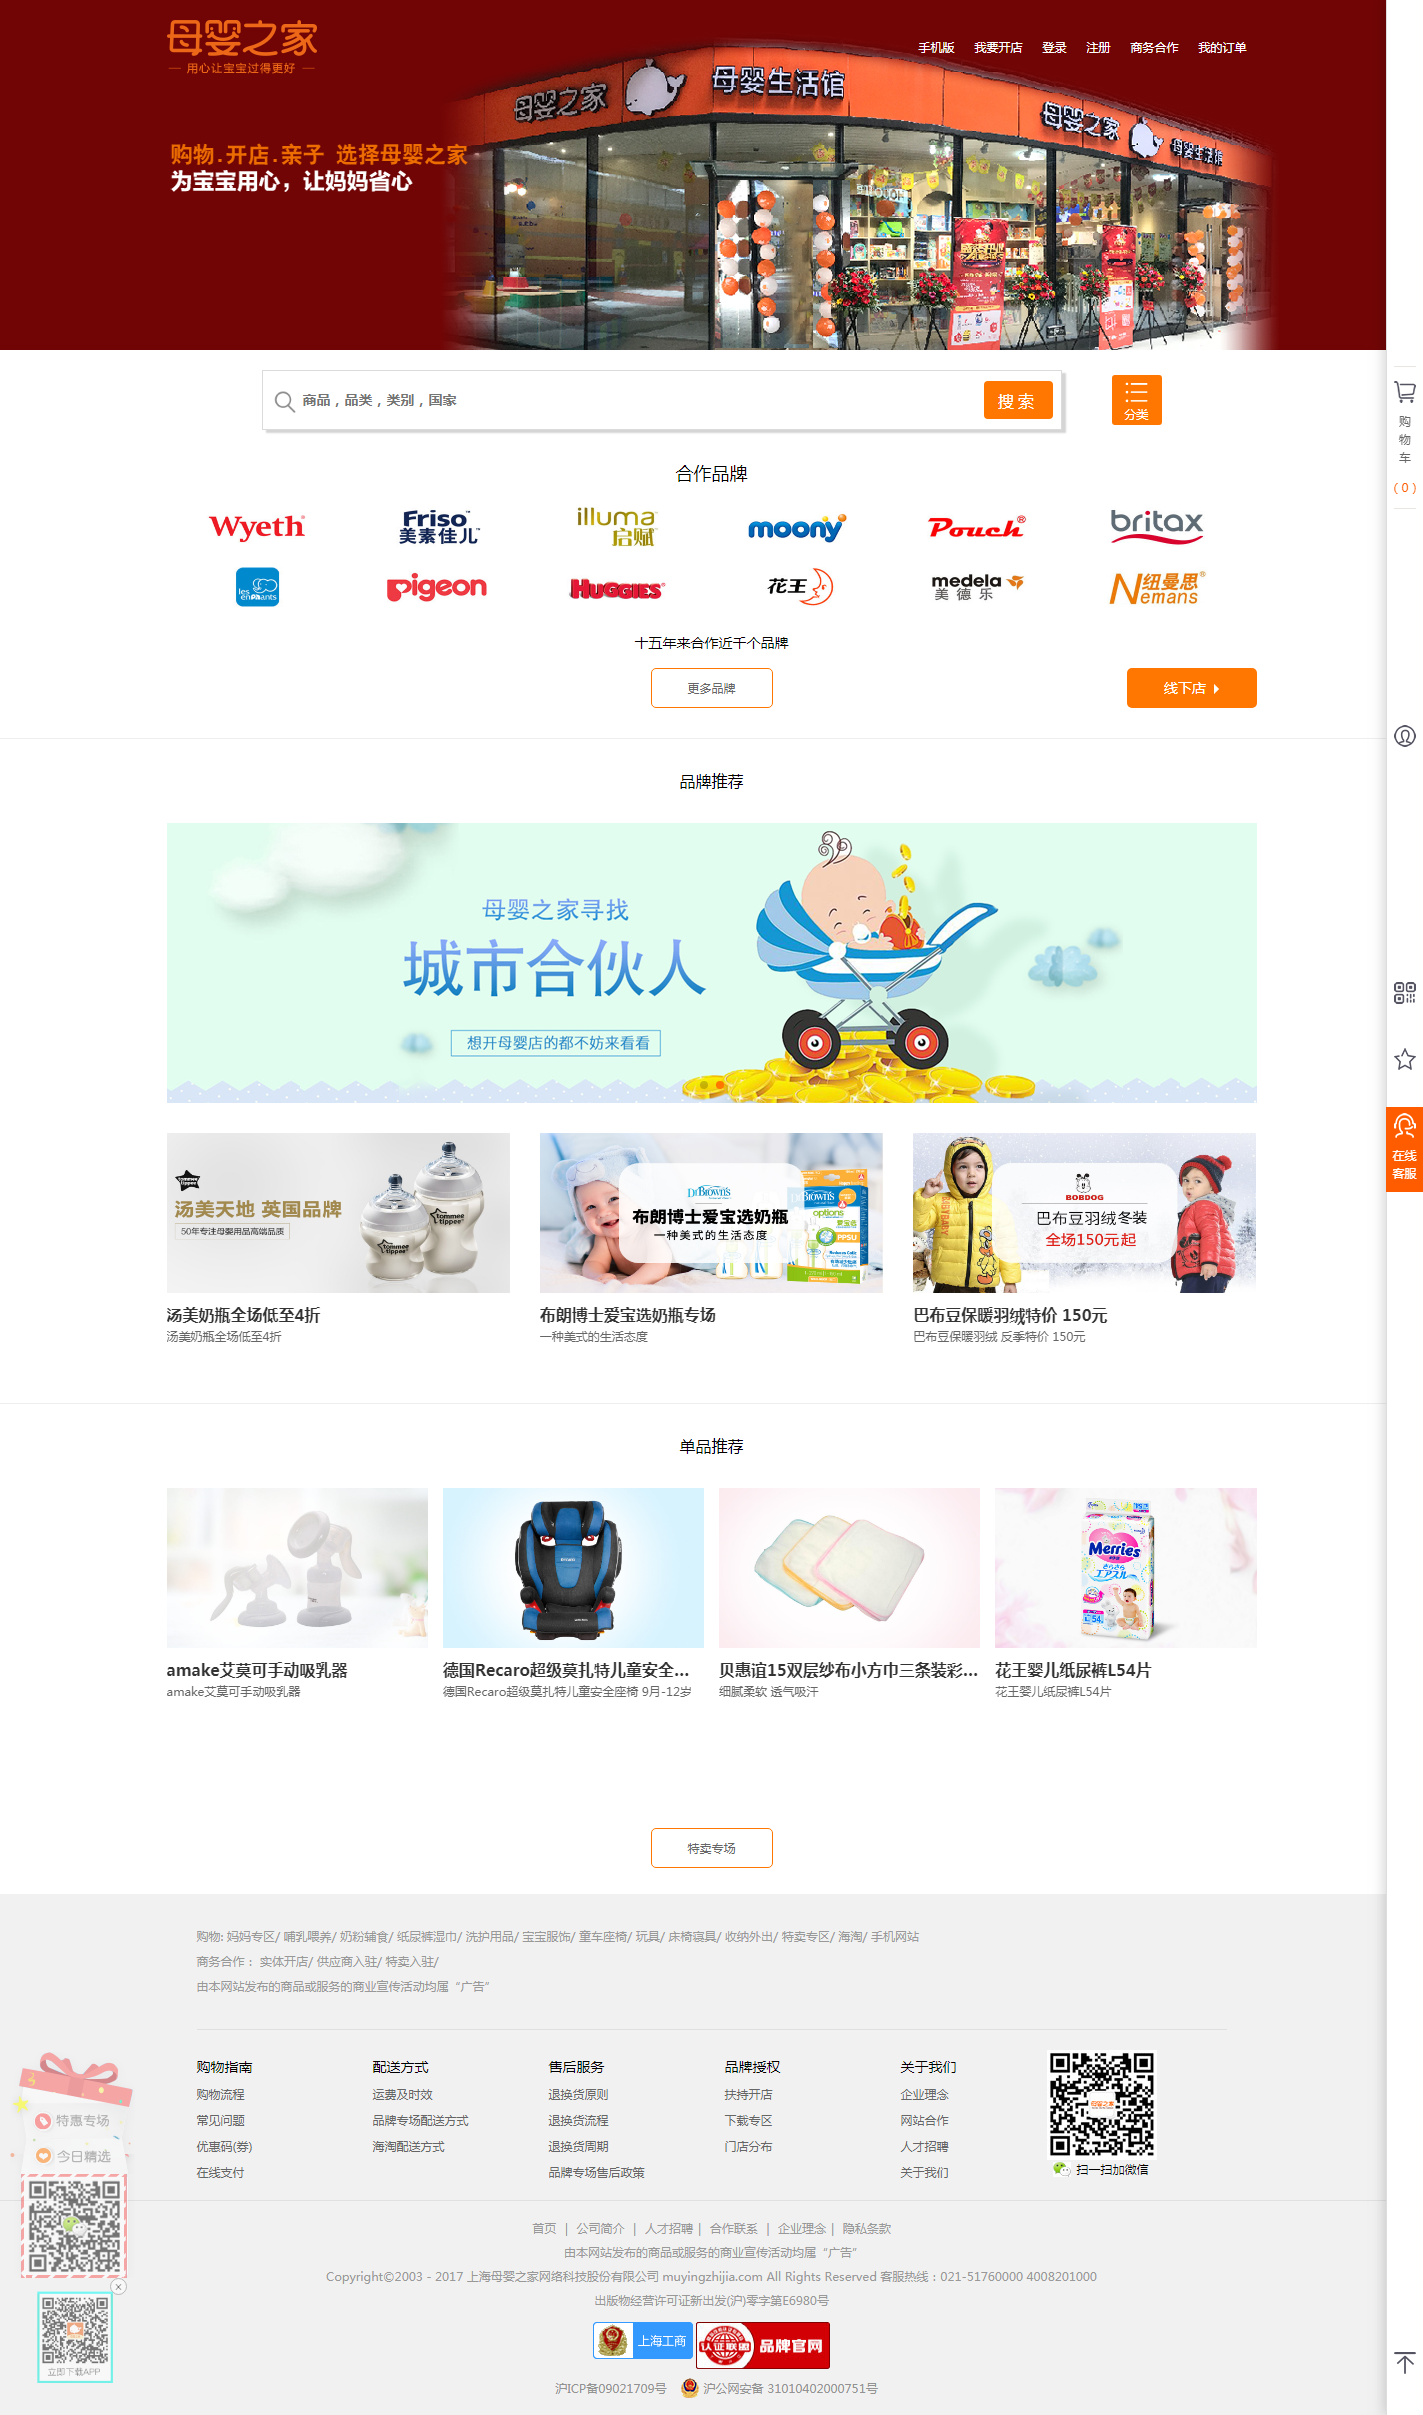 母婴之家
用心让宝宝过得更好
手机版 我要开店 登录 注册 商务合作 我的订单
母婴之家 母婴生活馆 母婴之家 母婴生活馆
购物.开店.亲子 选择母婴之家
为宝宝用心，让妈妈省心
商品，品类，类别，国家
搜索
分类
购物车
( 0 )
合作品牌
Wyeth
Friso 美素佳儿
illuma 启赋
moony
Pouch
britax
les enphants
Pigeon
HUGGIES
花王
medela 美德乐
Nemans 纽曼思
十五年来合作近千个品牌
更多品牌
线下店
品牌推荐
母婴之家寻找
城市合伙人
想开母婴店的都不妨来看看
在线客服
tommee tippee
汤美天地 英国品牌
50年专注母婴用品高端品质
Dr Brown's
布朗博士爱宝选奶瓶
一种美式的生活态度
options
爱宝选
PPSU
BOBDOG
巴布豆羽绒冬装
全场150元起
汤美奶瓶全场低至4折
汤美奶瓶全场低至4折
布朗博士爱宝选奶瓶专场
一种美式的生活态度
巴布豆保暖羽绒特价 150元
巴布豆保暖羽绒 反季特价 150元
单品推荐
RECARO
Merries
エアスルー
54
amake艾莫可手动吸乳器
amake艾莫可手动吸乳器
德国Recaro超级莫扎特儿童安全...
德国Recaro超级莫扎特儿童安全座椅 9月-12岁
贝惠谊15双层纱布小方巾三条装彩...
细腻柔软 透气吸汗
花王婴儿纸尿裤L54片
花王婴儿纸尿裤L54片
特卖专场
购物: 妈妈专区/ 哺乳喂养/ 奶粉辅食/ 纸尿裤湿巾/ 洗护用品/ 宝宝服饰/ 童车座椅/ 玩具/ 床椅寝具/ 收纳外出/ 特卖专区/ 海淘/ 手机网站
商务合作： 实体开店/ 供应商入驻/ 特卖入驻/
由本网站发布的商品或服务的商业宣传活动均属“广告”
购物指南
购物流程
常见问题
优惠码(券)
在线支付
配送方式
运费及时效
品牌专场配送方式
海淘配送方式
售后服务
退换货原则
退换货流程
退换货周期
品牌专场售后政策
品牌授权
扶持开店
下载专区
门店分布
关于我们
企业理念
网站合作
人才招聘
关于我们
母婴之家
扫一扫加微信
特惠专场
今日精选
立即下载APP
首页 | 公司简介 | 人才招聘 | 合作联系 | 企业理念 | 隐私条款
由本网站发布的商品或服务的商业宣传活动均属“广告”
Copyright©2003 - 2017 上海母婴之家网络科技股份有限公司 muyingzhijia.com All Rights Reserved 客服热线：021-51760000 4008201000
出版物经营许可证新出发(沪)零字第E6980号
上海工商
认证联盟 品牌官网
沪ICP备09021709号 沪公网安备 31010402000751号